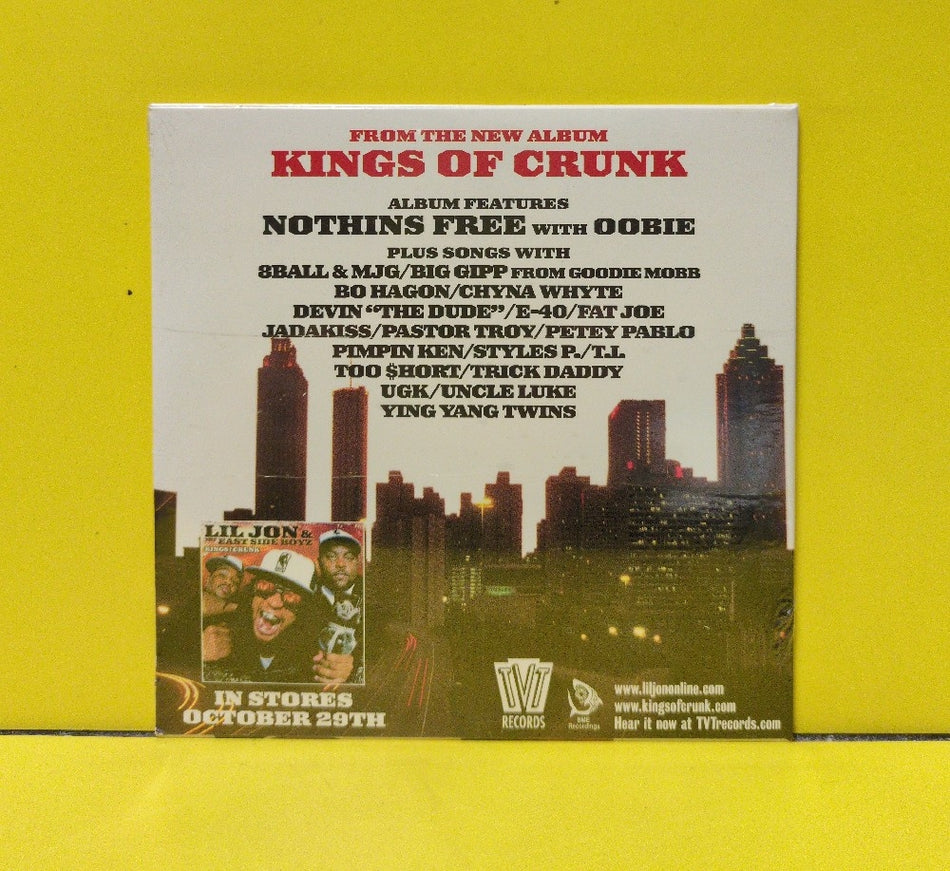 FROM THE NEW ALBUM
KINGS OF CRUNK
ALBUM FEATURES
NOTHINS FREE WITH OOBIE
PLUS SONGS WITH
8BALL & MJG/BIG GIPP FROM GOODIE MOBB
BO HAGON/CHYNA WHYTE
DEVIN “THE DUDE”/E-40/FAT JOE
JADAKISS/PASTOR TROY/PETEY PABLO
PIMPIN KEN/STYLES P./T.I.
TOO $HORT/TRICK DADDY
UGK/UNCLE LUKE
YING YANG TWINS
LIL JON &
EAST SIDE BOYZ
KINGS OF CRUNK
IN STORES
OCTOBER 29TH
TVT
RECORDS
BME
Recordings
www.liljononline.com
www.kingsofcrunk.com
Hear it now at TVTrecords.com